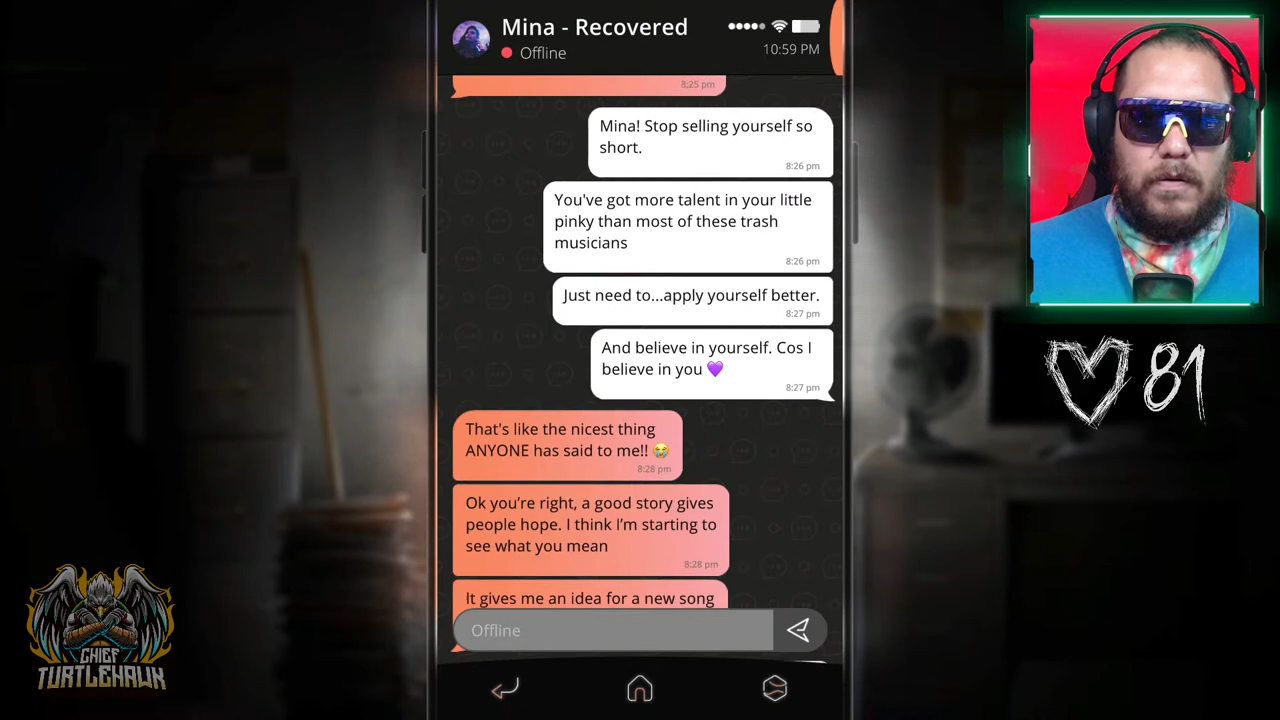 Mina - Recovered
Offline
10:59 PM
8:25 pm
Mina! Stop selling yourself so
short.
8:26 pm
You've got more talent in your little
pinky than most of these trash
musicians
8:26 pm
Just need to...apply yourself better.
8:27 pm
And believe in yourself. Cos I
believe in you 💜
8:27 pm
That's like the nicest thing
ANYONE has said to me!! 😭
8:28 pm
Ok you’re right, a good story gives
people hope. I think I’m starting to
see what you mean
8:28 pm
It gives me an idea for a new song
Offline
81
CHIEF
TURTLEHAWK